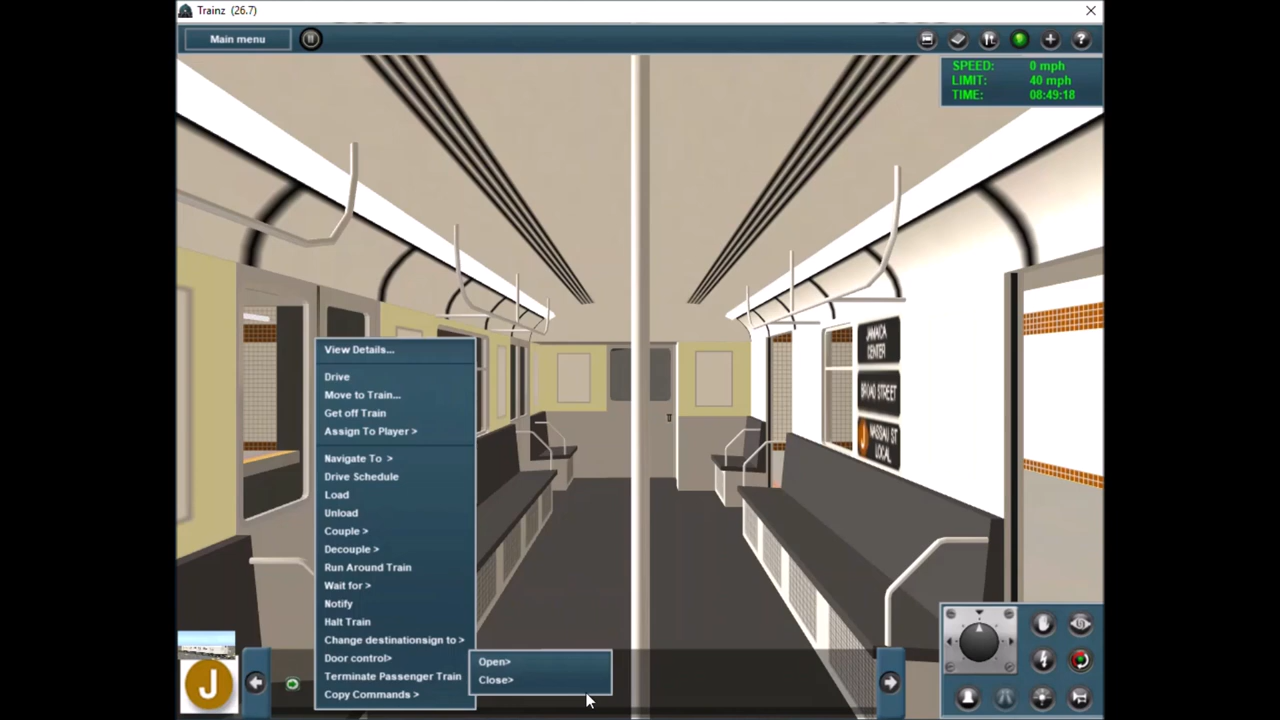 Trainz (26.7)
Main menu
?
SPEED: 0 mph
LIMIT: 40 mph
TIME: 08:49:18
View Details...
Drive
Move to Train...
Get off Train
Assign To Player >
Navigate To >
Drive Schedule
Load
Unload
Couple >
Decouple >
Run Around Train
Wait for >
Notify
Halt Train
Change destinationsign to >
Door control>
Terminate Passenger Train
Copy Commands >
Open>
Close>
JAMAICA
CENTER
BROAD STREET
J NASSAU ST
LOCAL
J